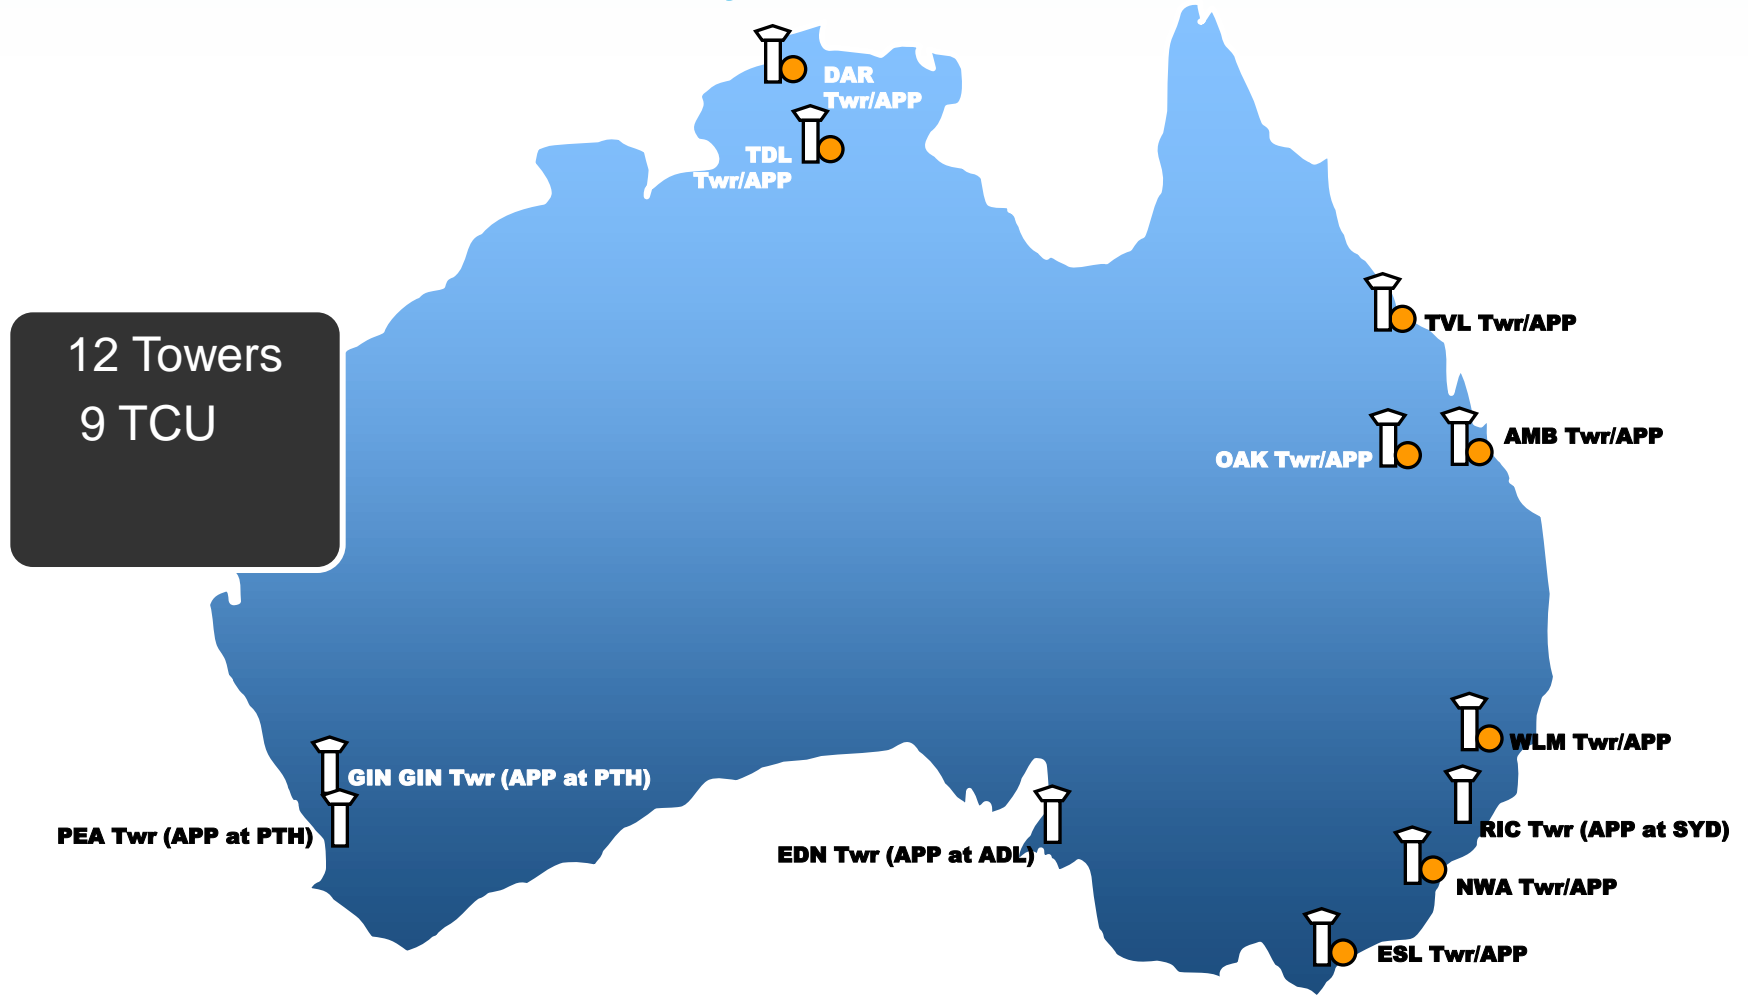 DAR
Twr/APP
TDL
Twr/APP
12 Towers
9 TCU
TVL Twr/APP
AMB Twr/APP
OAK Twr/APP
WLM Twr/APP
GIN GIN Twr (APP at PTH)
PEA Twr (APP at PTH)
RIC Twr (APP at SYD)
EDN Twr (APP at ADL)
NWA Twr/APP
ESL Twr/APP